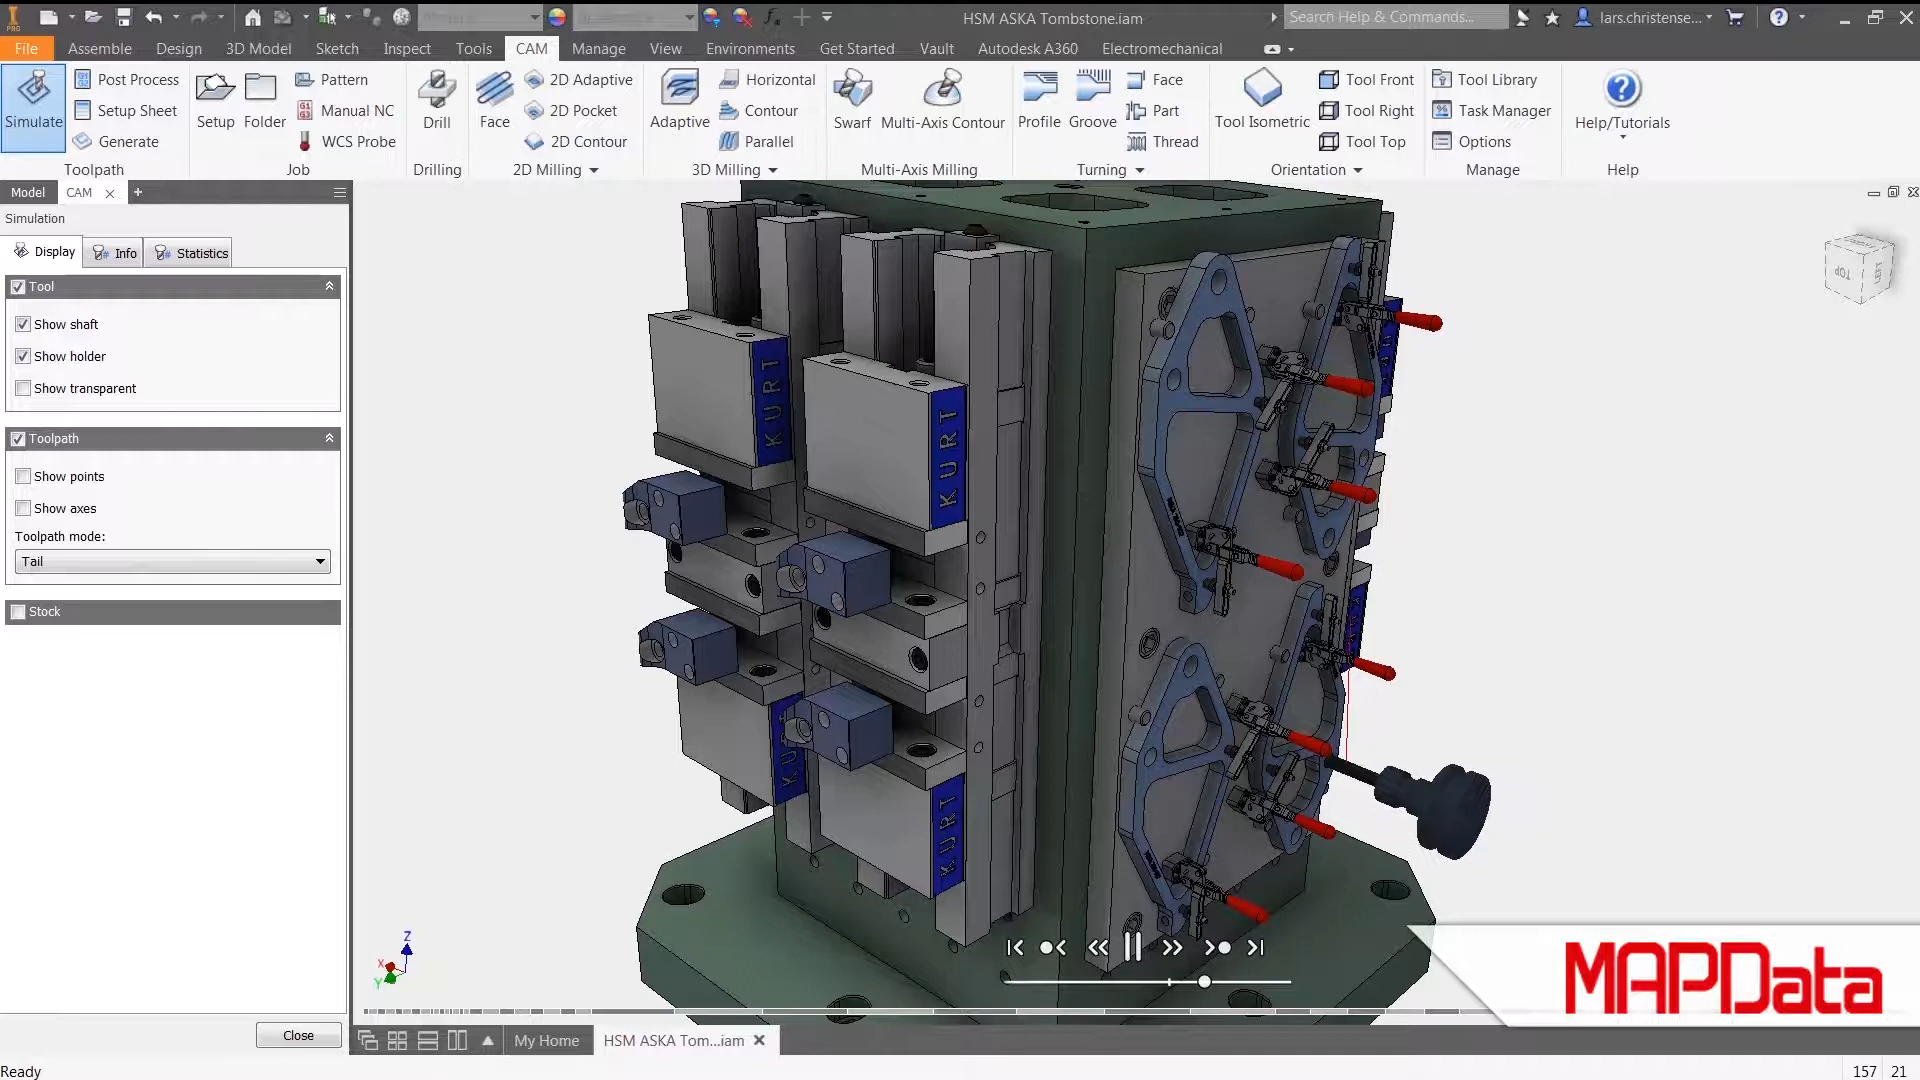 PRO
HSM ASKA Tombstone.iam
Search Help & Commands...
lars.christense...
File
Assemble
Design
3D Model
Sketch
Inspect
Tools
CAM
Manage
View
Environments
Get Started
Vault
Autodesk A360
Electromechanical
Simulate
Post Process
Setup Sheet
Generate
Toolpath
Setup
Folder
Pattern
Manual NC
WCS Probe
Job
Drill
Drilling
Face
2D Adaptive
2D Pocket
2D Contour
2D Milling
Adaptive
Horizontal
Contour
Parallel
3D Milling
Swarf
Multi-Axis Contour
Multi-Axis Milling
Profile
Groove
Face
Part
Thread
Turning
Tool Isometric
Tool Front
Tool Right
Tool Top
Orientation
Tool Library
Task Manager
Options
Manage
Help/Tutorials
Help
Model
CAM
Simulation
Display
Info
Statistics
Tool
Show shaft
Show holder
Show transparent
Toolpath
Show points
Show axes
Toolpath mode:
Tail
Stock
Close
KURT
KURT
KURT
KURT
TOP
LEFT
Z
X
Y
MAPData
My Home
HSM ASKA Tom...iam
Ready
157
21